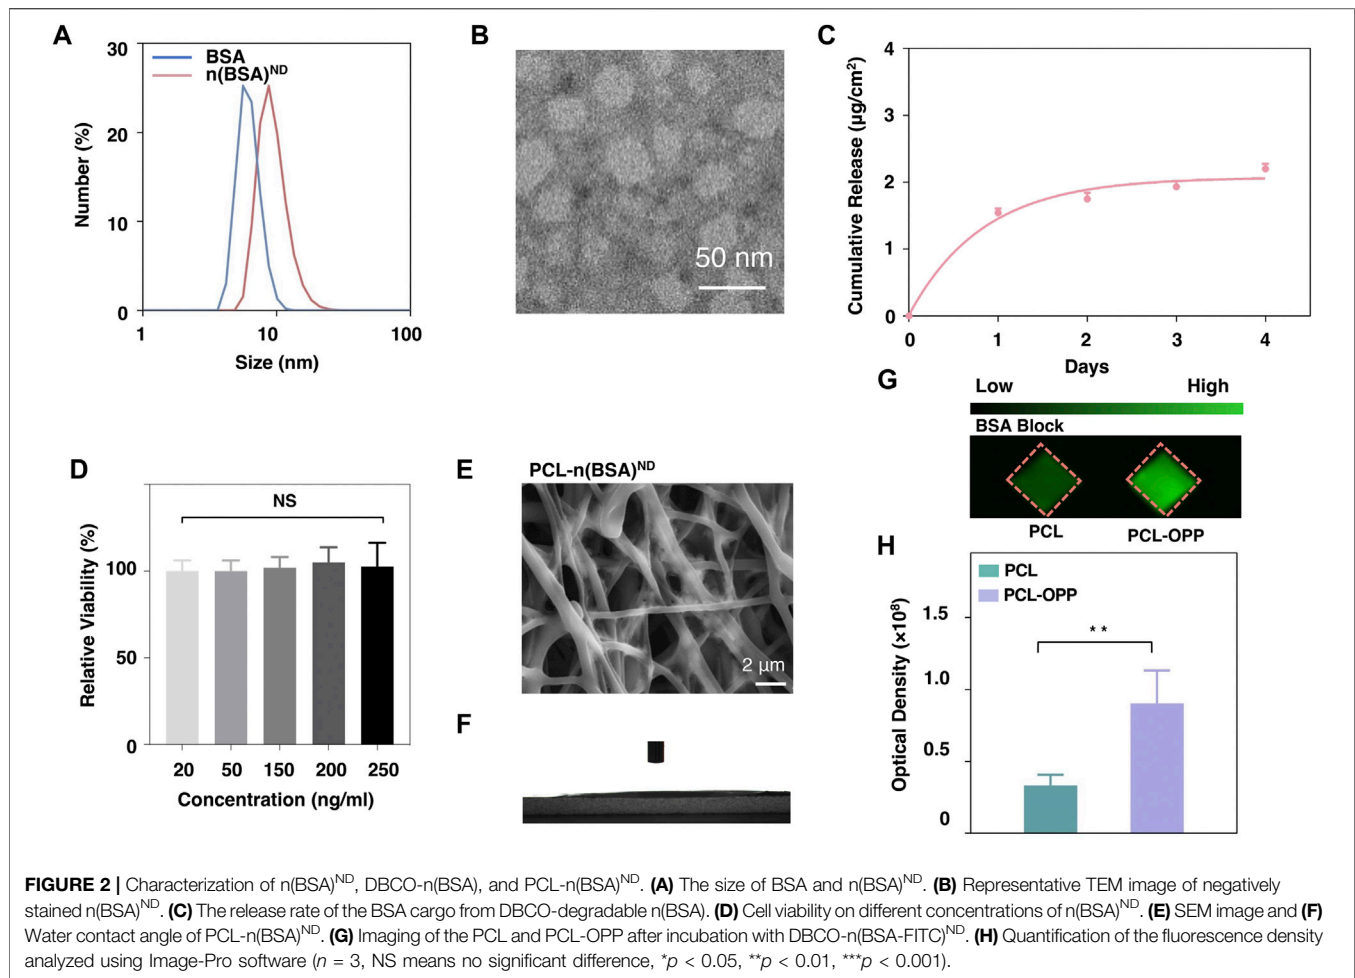 A
30
BSA
n(BSA)ND
20
10
0
1
10
100
Number (%)
Size (nm)
B
50 nm
C
4
3
2
1
0
0
1
2
3
4
Cumulative Release (μg/cm2)
Days
D
NS
100
50
0
20
50
150
200
250
Relative Viability (%)
Concentration (ng/ml)
E
PCL-n(BSA)ND
2 μm
F
G
Low
High
BSA Block
PCL
PCL-OPP
H
PCL
PCL-OPP
1.5
1.0
0.5
0
* *
Optical Density (×108)
FIGURE 2 | Characterization of n(BSA)ND, DBCO-n(BSA), and PCL-n(BSA)ND. (A) The size of BSA and n(BSA)ND. (B) Representative TEM image of negatively
stained n(BSA)ND. (C) The release rate of the BSA cargo from DBCO-degradable n(BSA). (D) Cell viability on different concentrations of n(BSA)ND. (E) SEM image and (F)
Water contact angle of PCL-n(BSA)ND. (G) Imaging of the PCL and PCL-OPP after incubation with DBCO-n(BSA-FITC)ND. (H) Quantification of the fluorescence density
analyzed using Image-Pro software (n = 3, NS means no significant difference, *p < 0.05, **p < 0.01, ***p < 0.001).